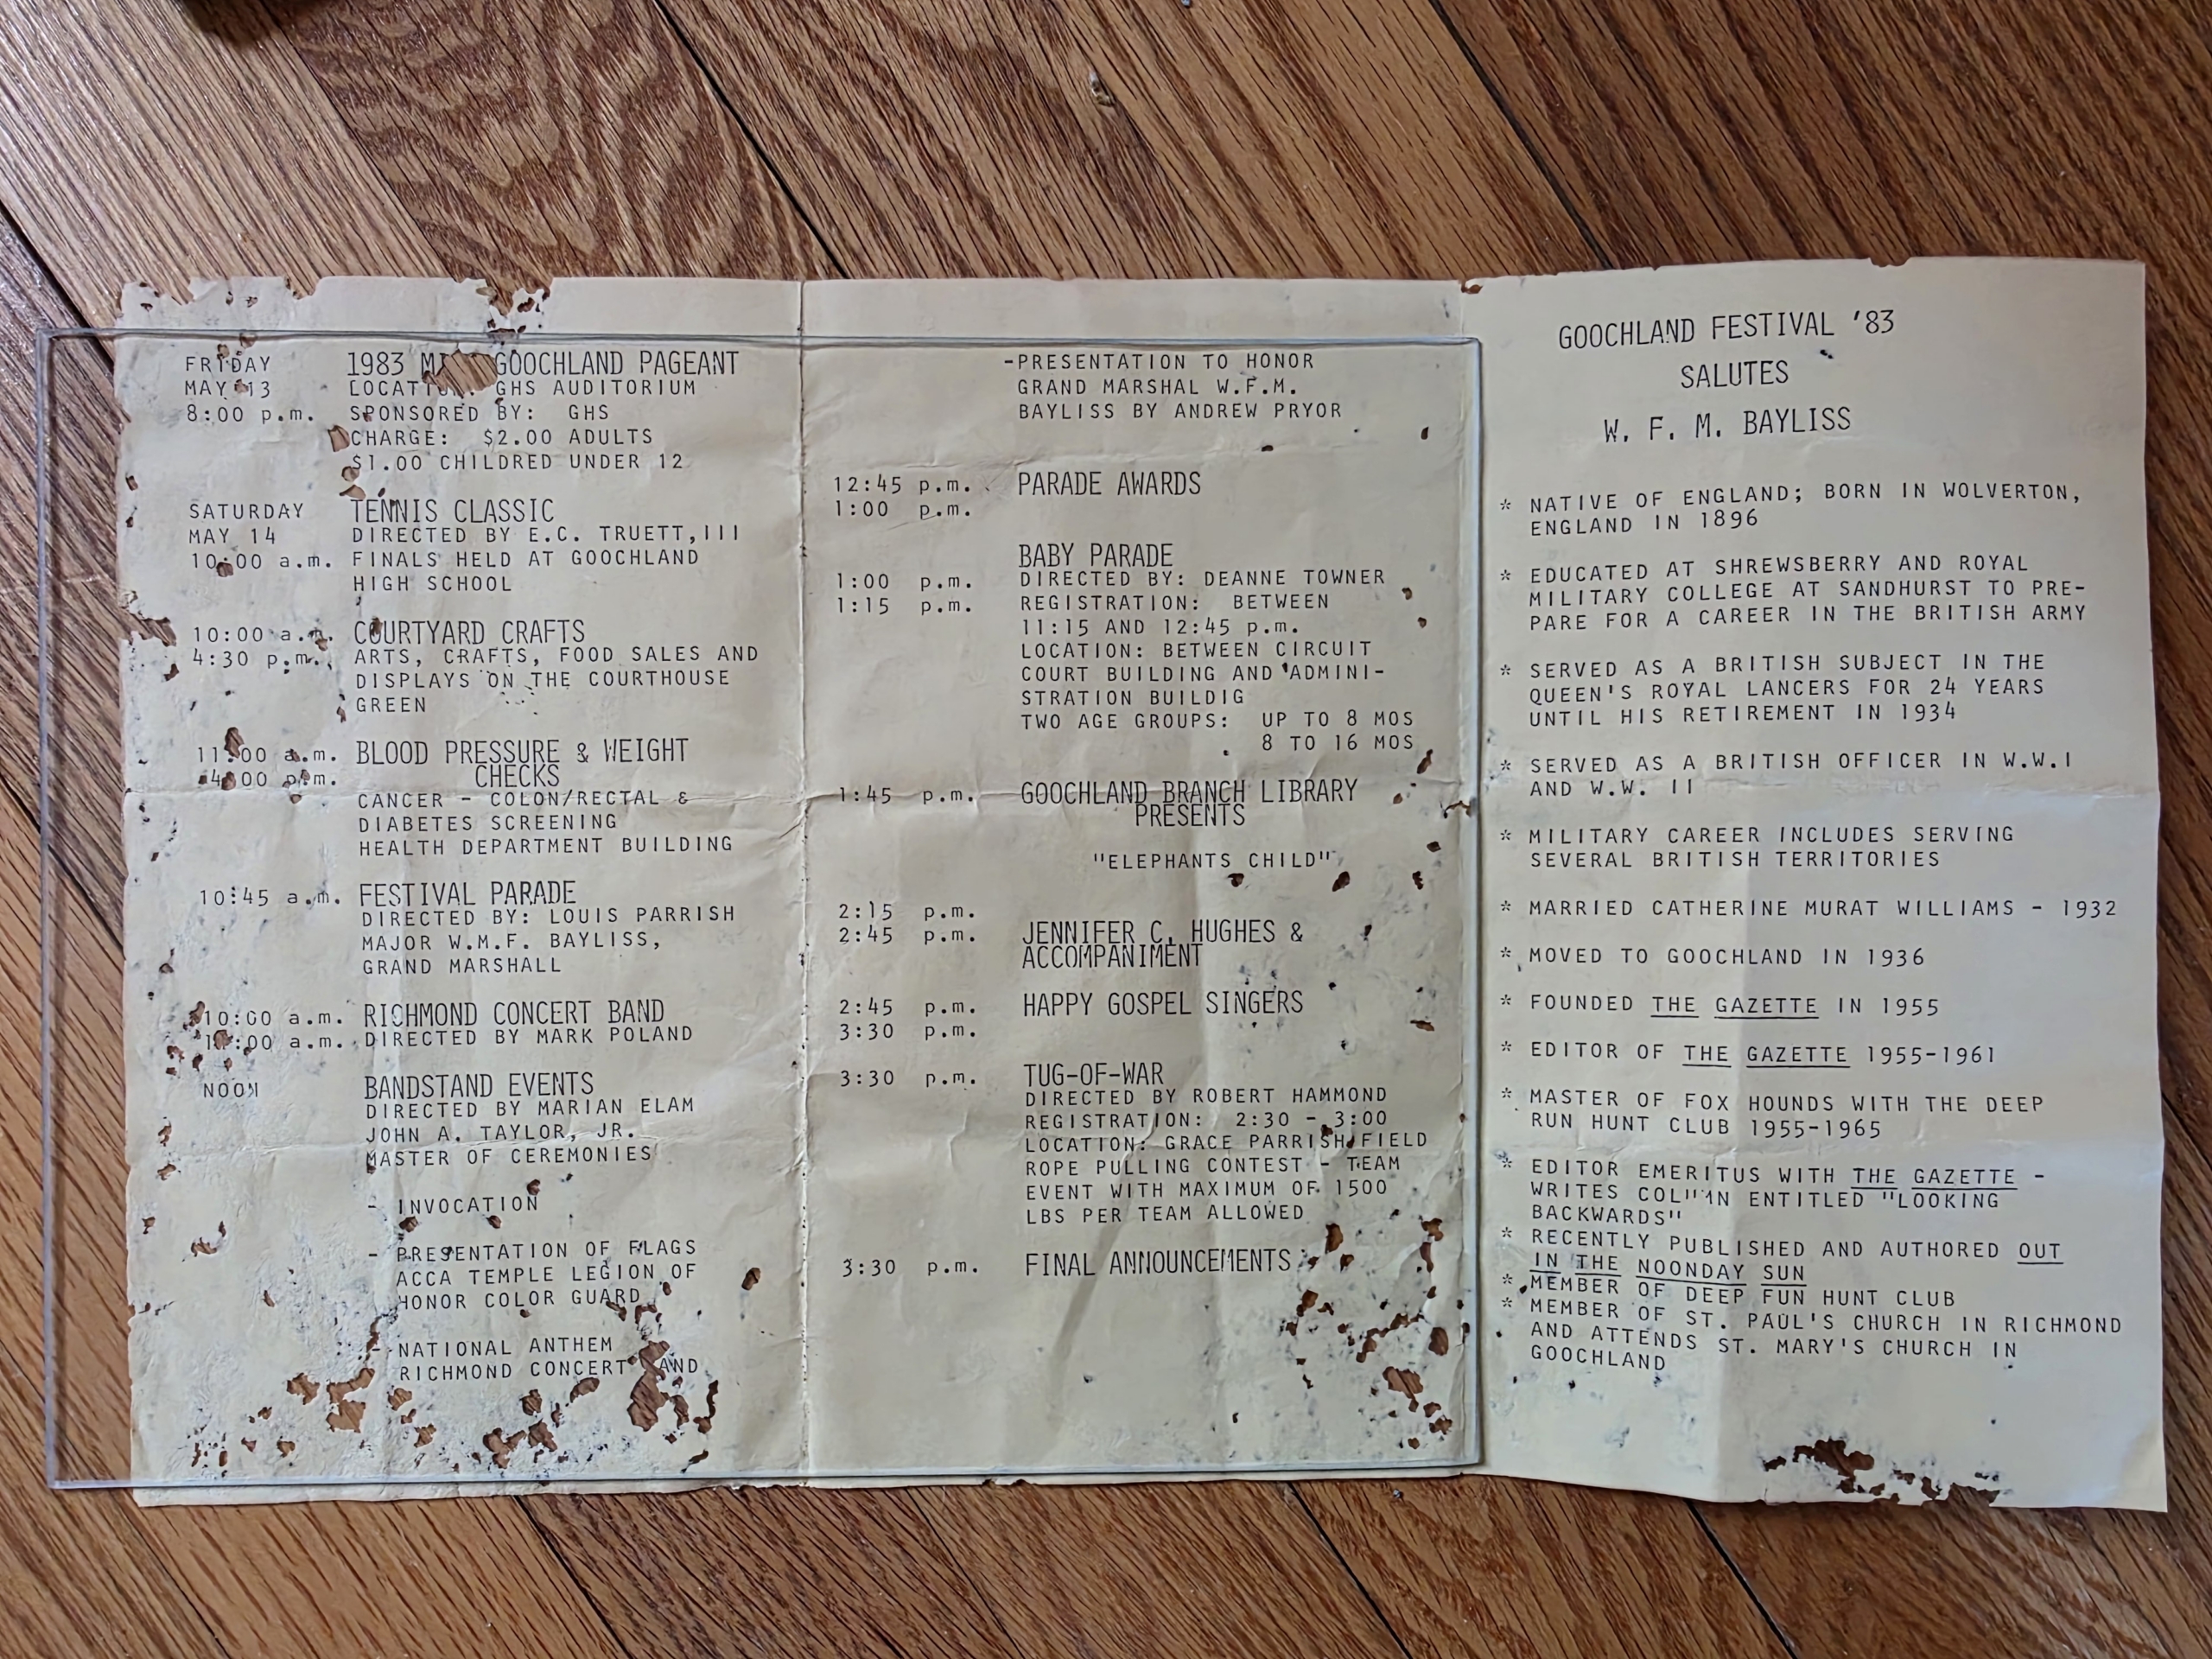 FRIDAY 1983 GOOCHLAND PAGEANT
MAY 13 GHS AUDITORIUM
8:00 p.m. SPONSORED BY: GHS
CHARGE: $2.00 ADULTS
$1.00 CHILDRED UNDER 12
SATURDAY TENNIS CLASSIC
MAY 14 DIRECTED BY E.C. TRUETT,III
10:00 a.m. FINALS HELD AT GOOCHLAND
HIGH SCHOOL
10:00 a.m. COURTYARD CRAFTS
4:30 p.m. ARTS, CRAFTS, FOOD SALES AND
DISPLAYS ON THE COURTHOUSE
GREEN
11:00 a.m. BLOOD PRESSURE & WEIGHT
4:00 p.m. CHECKS
CANCER - COLON/RECTAL &
DIABETES SCREENING
HEALTH DEPARTMENT BUILDING
10:45 a.m. FESTIVAL PARADE
DIRECTED BY: LOUIS PARRISH
MAJOR W.M.F. BAYLISS,
GRAND MARSHALL
10:00 a.m. RICHMOND CONCERT BAND
a.m. DIRECTED BY MARK POLAND
NOON BANDSTAND EVENTS
DIRECTED BY MARIAN ELAM
JOHN A. TAYLOR, JR.
MASTER OF CEREMONIES
- INVOCATION
- PRESENTATION OF FLAGS
ACCA TEMPLE LEGION OF
HONOR COLOR GUARD
- NATIONAL ANTHEM
RICHMOND CONCERT
-PRESENTATION TO HONOR
GRAND MARSHAL W.F.M.
BAYLISS BY ANDREW PRYOR
12:45 p.m. PARADE AWARDS
1:00 p.m.
BABY PARADE
1:00 p.m. DIRECTED BY: DEANNE TOWNER
1:15 p.m. REGISTRATION: BETWEEN
11:15 AND 12:45 p.m.
LOCATION: BETWEEN CIRCUIT
COURT BUILDING AND ADMINI-
STRATION BUILDIG
TWO AGE GROUPS: UP TO 8 MOS
8 TO 16 MOS
1:45 p.m. GOOCHLAND BRANCH LIBRARY
PRESENTS
"ELEPHANTS CHILD"
2:15 p.m.
2:45 p.m. JENNIFER C. HUGHES &
ACCOMPANIMENT
2:45 p.m. HAPPY GOSPEL SINGERS
3:30 p.m.
3:30 p.m. TUG-OF-WAR
DIRECTED BY ROBERT HAMMOND
REGISTRATION: 2:30 - 3:00
LOCATION: GRACE PARRISH FIELD
ROPE PULLING CONTEST - TEAM
EVENT WITH MAXIMUM OF 1500
LBS PER TEAM ALLOWED
3:30 p.m. FINAL ANNOUNCEMENTS
GOOCHLAND FESTIVAL '83
SALUTES
W. F. M. BAYLISS
* NATIVE OF ENGLAND; BORN IN WOLVERTON,
ENGLAND IN 1896
* EDUCATED AT SHREWSBERRY AND ROYAL
MILITARY COLLEGE AT SANDHURST TO PRE-
PARE FOR A CAREER IN THE BRITISH ARMY
* SERVED AS A BRITISH SUBJECT IN THE
QUEEN'S ROYAL LANCERS FOR 24 YEARS
UNTIL HIS RETIREMENT IN 1934
* SERVED AS A BRITISH OFFICER IN W.W.I
AND W.W. II
* MILITARY CAREER INCLUDES SERVING
SEVERAL BRITISH TERRITORIES
* MARRIED CATHERINE MURAT WILLIAMS - 1932
* MOVED TO GOOCHLAND IN 1936
* FOUNDED THE GAZETTE IN 1955
* EDITOR OF THE GAZETTE 1955-1961
* MASTER OF FOX HOUNDS WITH THE DEEP
RUN HUNT CLUB 1955-1965
* EDITOR EMERITUS WITH THE GAZETTE -
WRITES COLUMN ENTITLED "LOOKING
BACKWARDS"
* RECENTLY PUBLISHED AND AUTHORED OUT
IN THE NOONDAY SUN
* MEMBER OF DEEP FUN HUNT CLUB
* MEMBER OF ST. PAUL'S CHURCH IN RICHMOND
AND ATTENDS ST. MARY'S CHURCH IN
GOOCHLAND